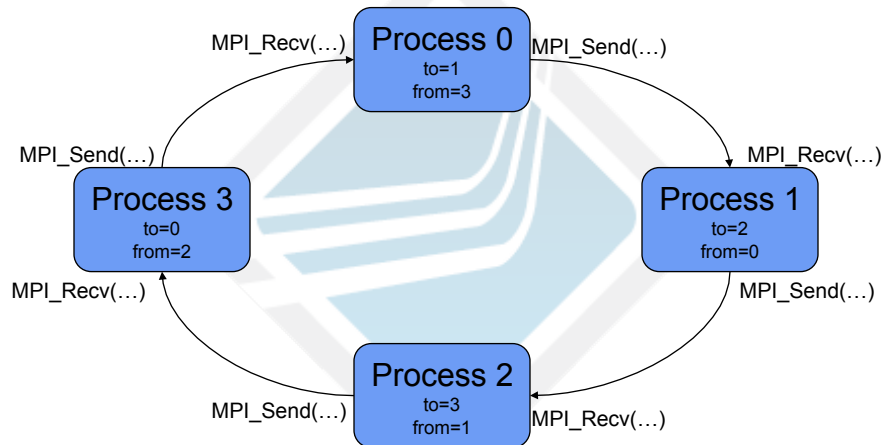 MPI_Recv(…)
Process 0
to=1
from=3
MPI_Send(…)
MPI_Send(…)
Process 3
to=0
from=2
MPI_Recv(…)
MPI_Recv(…)
Process 1
to=2
from=0
MPI_Send(…)
MPI_Send(…)
Process 2
to=3
from=1
MPI_Recv(…)